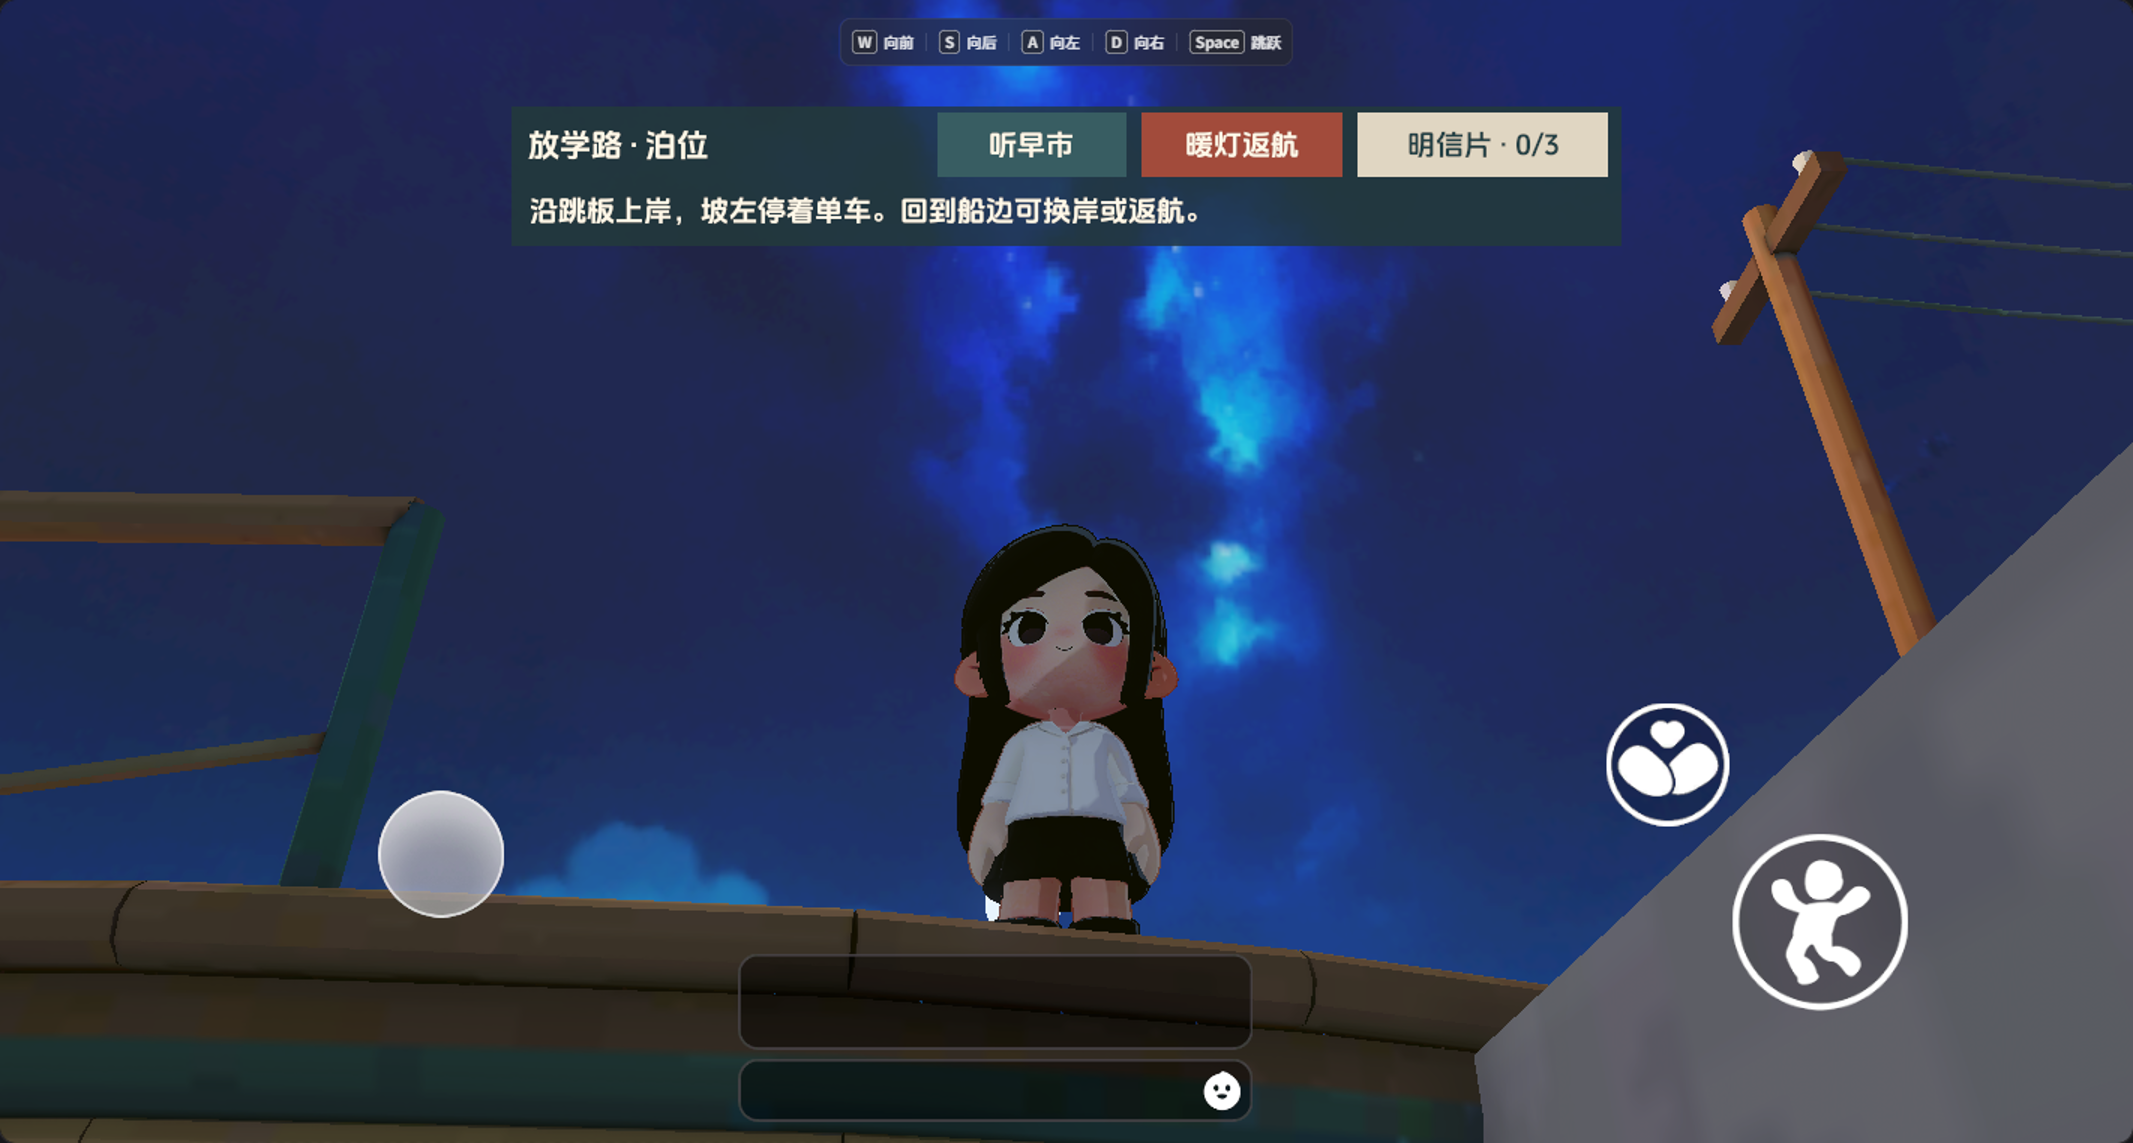 W 向前 S 向后 A 向左 D 向右 Space 跳跃
放学路·泊位 听早市 暖灯返航 明信片·0/3
沿跳板上岸，坡左停着单车。回到船边可换岸或返航。